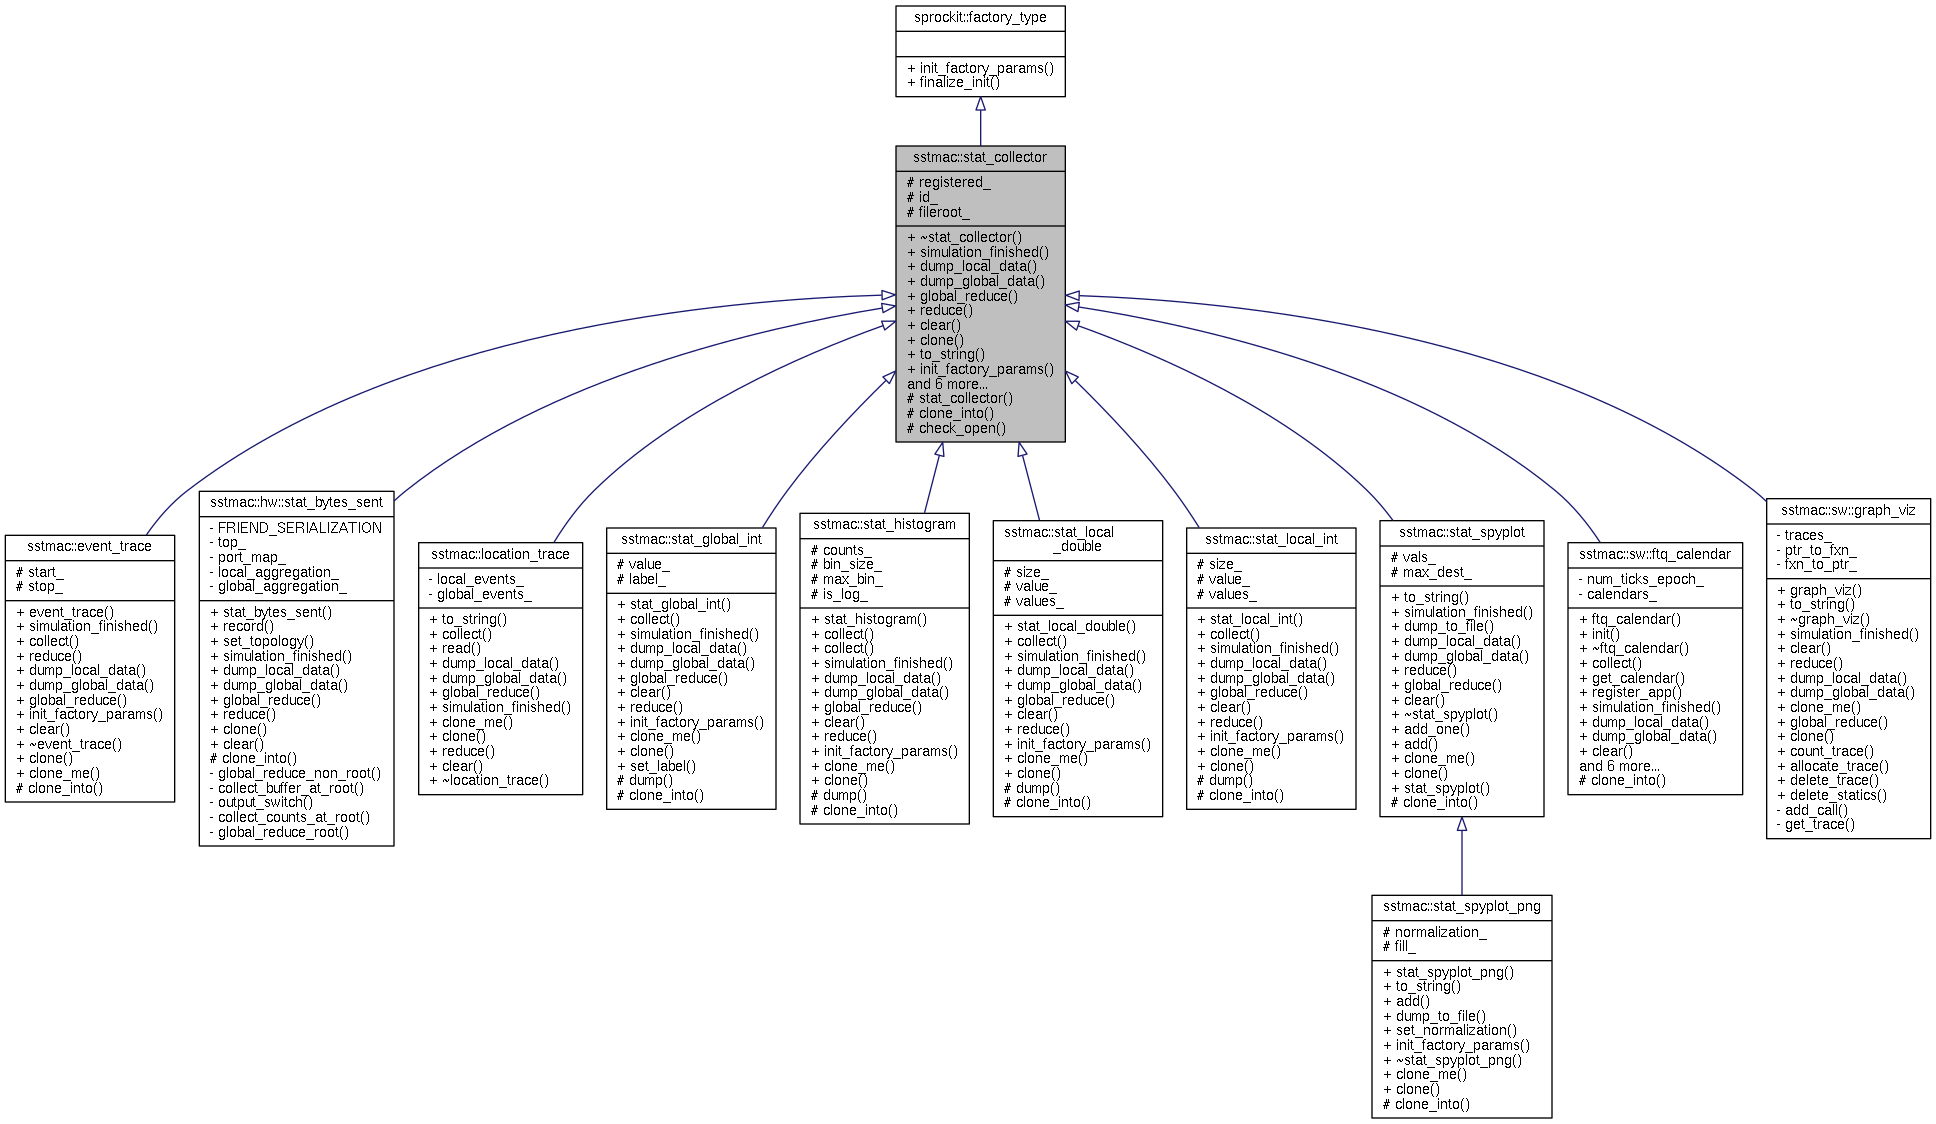 sprockit::factory_type
+ init_factory_params()
+ finalize_init()
sstmac::stat_collector
# registered_
# id_
# fileroot_
+ ~stat_collector()
+ simulation_finished()
+ dump_local_data()
+ dump_global_data()
+ global_reduce()
+ reduce()
+ clear()
+ clone()
+ to_string()
+ init_factory_params()
and 6 more...
# stat_collector()
# clone_into()
# check_open()
sstmac::event_trace
# start_
# stop_
+ event_trace()
+ simulation_finished()
+ collect()
+ reduce()
+ dump_local_data()
+ dump_global_data()
+ global_reduce()
+ init_factory_params()
+ clear()
+ ~event_trace()
+ clone()
+ clone_me()
# clone_into()
sstmac::hw::stat_bytes_sent
- FRIEND_SERIALIZATION
- top_
- port_map_
- local_aggregation_
- global_aggregation_
+ stat_bytes_sent()
+ record()
+ set_topology()
+ simulation_finished()
+ dump_local_data()
+ dump_global_data()
+ global_reduce()
+ reduce()
+ clone()
+ clear()
# clone_into()
- global_reduce_non_root()
- collect_buffer_at_root()
- output_switch()
- collect_counts_at_root()
- global_reduce_root()
sstmac::location_trace
- local_events_
- global_events_
+ to_string()
+ collect()
+ read()
+ dump_local_data()
+ dump_global_data()
+ global_reduce()
+ simulation_finished()
+ clone_me()
+ clone()
+ reduce()
+ clear()
+ ~location_trace()
sstmac::stat_global_int
# value_
# label_
+ stat_global_int()
+ collect()
+ simulation_finished()
+ dump_local_data()
+ dump_global_data()
+ global_reduce()
+ clear()
+ reduce()
+ init_factory_params()
+ clone_me()
+ clone()
+ set_label()
# dump()
# clone_into()
sstmac::stat_histogram
# counts_
# bin_size_
# max_bin_
# is_log_
+ stat_histogram()
+ collect()
+ collect()
+ simulation_finished()
+ dump_local_data()
+ dump_global_data()
+ global_reduce()
+ clear()
+ reduce()
+ init_factory_params()
+ clone_me()
+ clone()
# dump()
# clone_into()
sstmac::stat_local
_double
# size_
# value_
# values_
+ stat_local_double()
+ collect()
+ simulation_finished()
+ dump_local_data()
+ dump_global_data()
+ global_reduce()
+ clear()
+ reduce()
+ init_factory_params()
+ clone_me()
+ clone()
# dump()
# clone_into()
sstmac::stat_local_int
# size_
# value_
# values_
+ stat_local_int()
+ collect()
+ simulation_finished()
+ dump_local_data()
+ dump_global_data()
+ global_reduce()
+ clear()
+ reduce()
+ init_factory_params()
+ clone_me()
+ clone()
# dump()
# clone_into()
sstmac::stat_spyplot
# vals_
# max_dest_
+ to_string()
+ simulation_finished()
+ dump_to_file()
+ dump_local_data()
+ dump_global_data()
+ reduce()
+ global_reduce()
+ clear()
+ ~stat_spyplot()
+ add_one()
+ add()
+ clone_me()
+ clone()
+ stat_spyplot()
# clone_into()
sstmac::sw::ftq_calendar
- num_ticks_epoch_
- calendars_
+ ftq_calendar()
+ init()
+ ~ftq_calendar()
+ collect()
+ get_calendar()
+ register_app()
+ simulation_finished()
+ dump_local_data()
+ dump_global_data()
+ clear()
and 6 more...
# clone_into()
sstmac::sw::graph_viz
- traces_
- ptr_to_fxn_
- fxn_to_ptr_
+ graph_viz()
+ to_string()
+ ~graph_viz()
+ simulation_finished()
+ clear()
+ reduce()
+ dump_local_data()
+ dump_global_data()
+ clone_me()
+ global_reduce()
+ clone()
+ count_trace()
+ allocate_trace()
+ delete_trace()
+ delete_statics()
- add_call()
- get_trace()
sstmac::stat_spyplot_png
# normalization_
# fill_
+ stat_spyplot_png()
+ to_string()
+ add()
+ dump_to_file()
+ set_normalization()
+ init_factory_params()
+ ~stat_spyplot_png()
+ clone_me()
+ clone()
# clone_into()